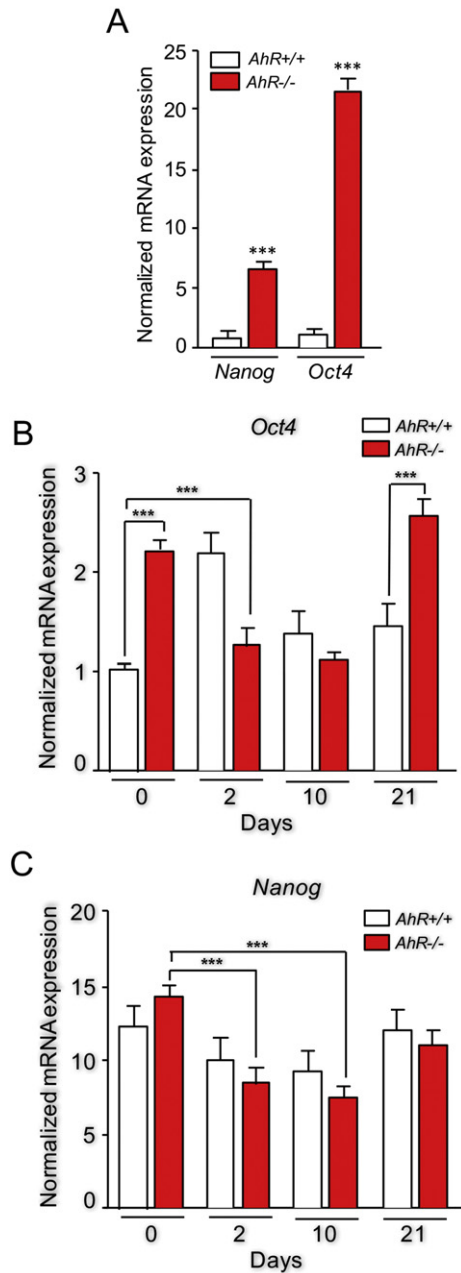 A
AhR+/+
AhR-/-
Normalized mRNA expression
25
20
15
10
5
0
***
***
Nanog Oct4
B
Oct4
AhR+/+
AhR-/-
Normalized mRNA expression
3
2
1
0
***
***
***
0 2 10 21
Days
C
Nanog
AhR+/+
AhR-/-
Normalized mRNA expression
20
15
10
5
0
***
***
0 2 10 21
Days